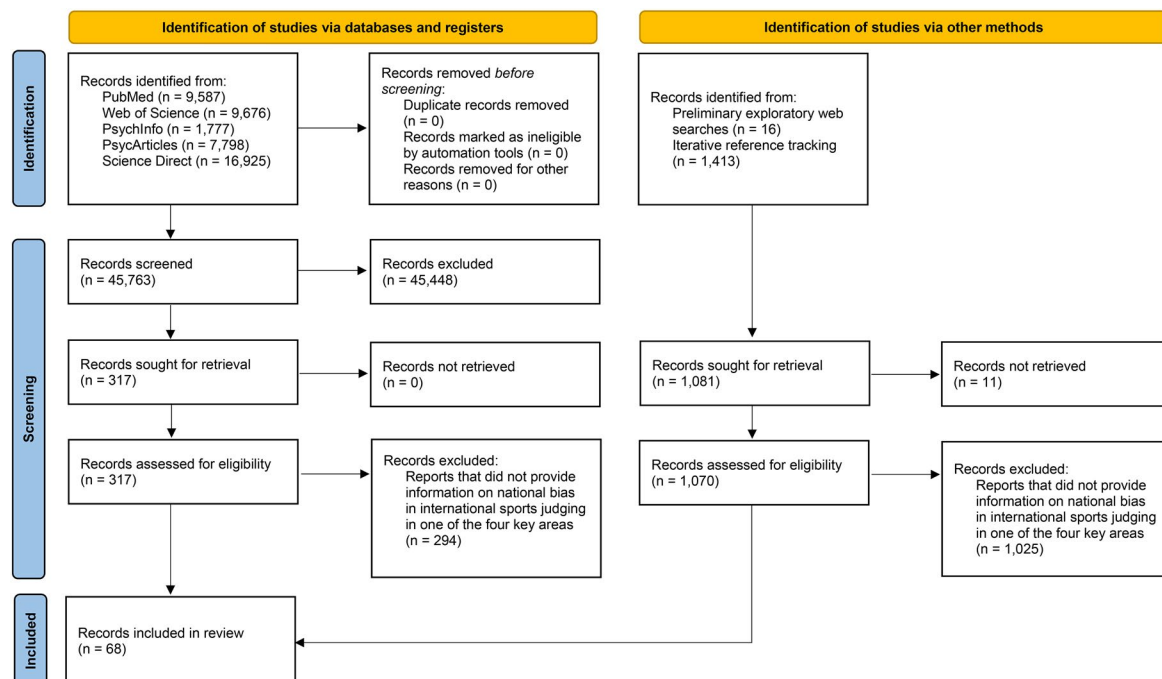 Identification of studies via databases and registers
Identification of studies via other methods
Identification
Records identified from:
PubMed (n = 9,587)
Web of Science (n = 9,676)
PsychInfo (n = 1,777)
PsycArticles (n = 7,798)
Science Direct (n = 16,925)
Records removed before
screening:
Duplicate records removed
(n = 0)
Records marked as ineligible
by automation tools (n = 0)
Records removed for other
reasons (n = 0)
Records identified from:
Preliminary exploratory web
searches (n = 16)
Iterative reference tracking
(n = 1,413)
Screening
Records screened
(n = 45,763)
Records excluded
(n = 45,448)
Records sought for retrieval
(n = 317)
Records not retrieved
(n = 0)
Records sought for retrieval
(n = 1,081)
Records not retrieved
(n = 11)
Records assessed for eligibility
(n = 317)
Records excluded:
Reports that did not provide
information on national bias
in international sports judging
in one of the four key areas
(n = 294)
Records assessed for eligibility
(n = 1,070)
Records excluded:
Reports that did not provide
information on national bias
in international sports judging
in one of the four key areas
(n = 1,025)
Included
Records included in review
(n = 68)